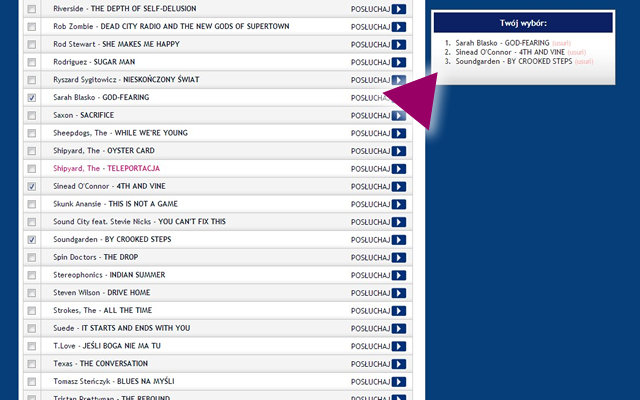 Riverside - THE DEPTH OF SELF-DELUSION POSŁUCHAJ
Rob Zombie - DEAD CITY RADIO AND THE NEW GODS OF SUPERTOWN POSŁUCHAJ
Rod Stewart - SHE MAKES ME HAPPY POSŁUCHAJ
Rodriguez - SUGAR MAN POSŁUCHAJ
Ryszard Sygitowicz - NIESKOŃCZONY ŚWIAT POSŁUCHAJ
Sarah Blasko - GOD-FEARING POSŁUCHAJ
Saxon - SACRIFICE POSŁUCHAJ
Sheepdogs, The - WHILE WE'RE YOUNG POSŁUCHAJ
Shipyard, The - OYSTER CARD POSŁUCHAJ
Shipyard, The - TELEPORTACJA POSŁUCHAJ
Sinead O'Connor - 4TH AND VINE POSŁUCHAJ
Skunk Anansie - THIS IS NOT A GAME POSŁUCHAJ
Sound City feat. Stevie Nicks - YOU CAN'T FIX THIS POSŁUCHAJ
Soundgarden - BY CROOKED STEPS POSŁUCHAJ
Spin Doctors - THE DROP POSŁUCHAJ
Stereophonics - INDIAN SUMMER POSŁUCHAJ
Steven Wilson - DRIVE HOME POSŁUCHAJ
Strokes, The - ALL THE TIME POSŁUCHAJ
Suede - IT STARTS AND ENDS WITH YOU POSŁUCHAJ
T.Love - JEŚLI BOGA NIE MA TU POSŁUCHAJ
Texas - THE CONVERSATION POSŁUCHAJ
Tomasz Steńczyk - BLUES NA MYŚLI POSŁUCHAJ
Tristan Prettyman - THE REBOUND POSŁUCHAJ
Twój wybór:
1. Sarah Blasko - GOD-FEARING (usuń)
2. Sinead O'Connor - 4TH AND VINE (usuń)
3. Soundgarden - BY CROOKED STEPS (usuń)